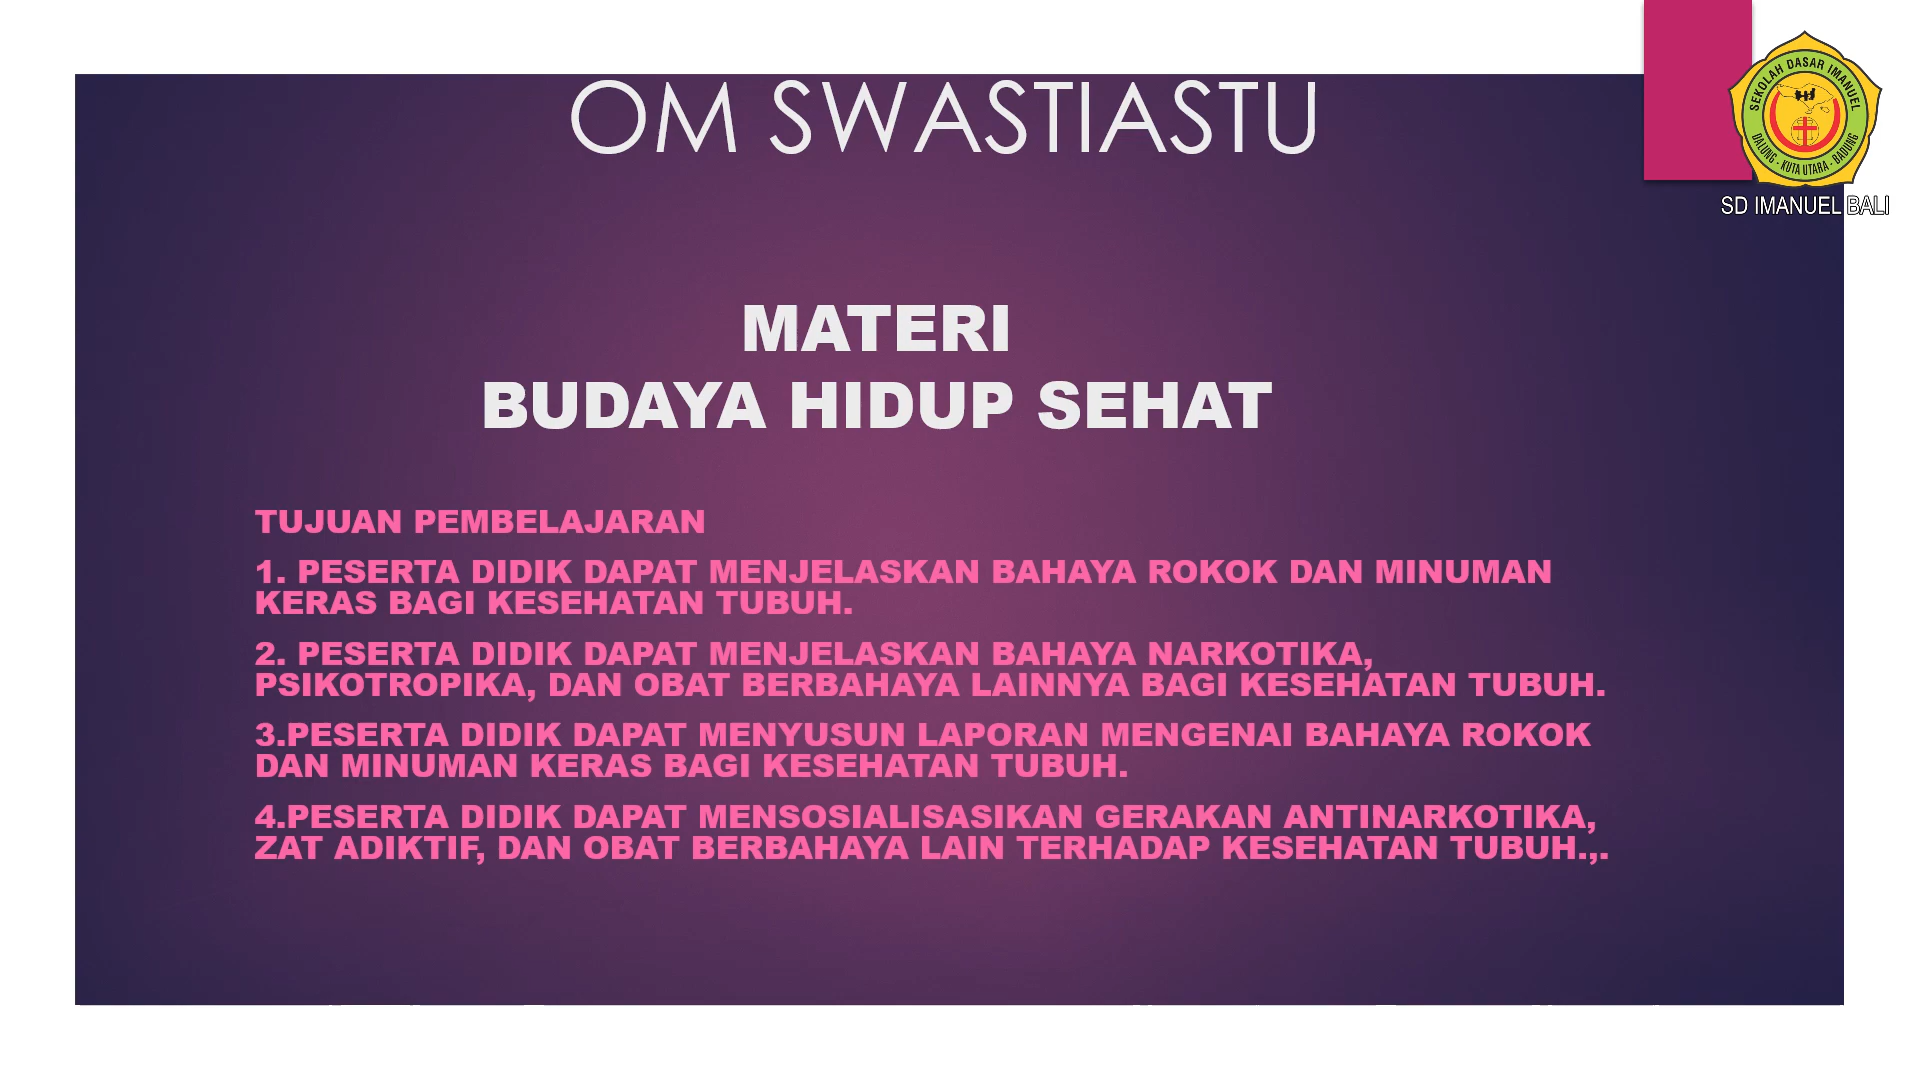 OM SWASTIASTU
SEKOLAH DASAR IMANUEL
DALUNG - KUTA UTARA - BADUNG
SD IMANUEL BALI
MATERI
BUDAYA HIDUP SEHAT
TUJUAN PEMBELAJARAN
1. PESERTA DIDIK DAPAT MENJELASKAN BAHAYA ROKOK DAN MINUMAN
KERAS BAGI KESEHATAN TUBUH.
2. PESERTA DIDIK DAPAT MENJELASKAN BAHAYA NARKOTIKA,
PSIKOTROPIKA, DAN OBAT BERBAHAYA LAINNYA BAGI KESEHATAN TUBUH.
3.PESERTA DIDIK DAPAT MENYUSUN LAPORAN MENGENAI BAHAYA ROKOK
DAN MINUMAN KERAS BAGI KESEHATAN TUBUH.
4.PESERTA DIDIK DAPAT MENSOSIALISASIKAN GERAKAN ANTINARKOTIKA,
ZAT ADIKTIF, DAN OBAT BERBAHAYA LAIN TERHADAP KESEHATAN TUBUH.,.